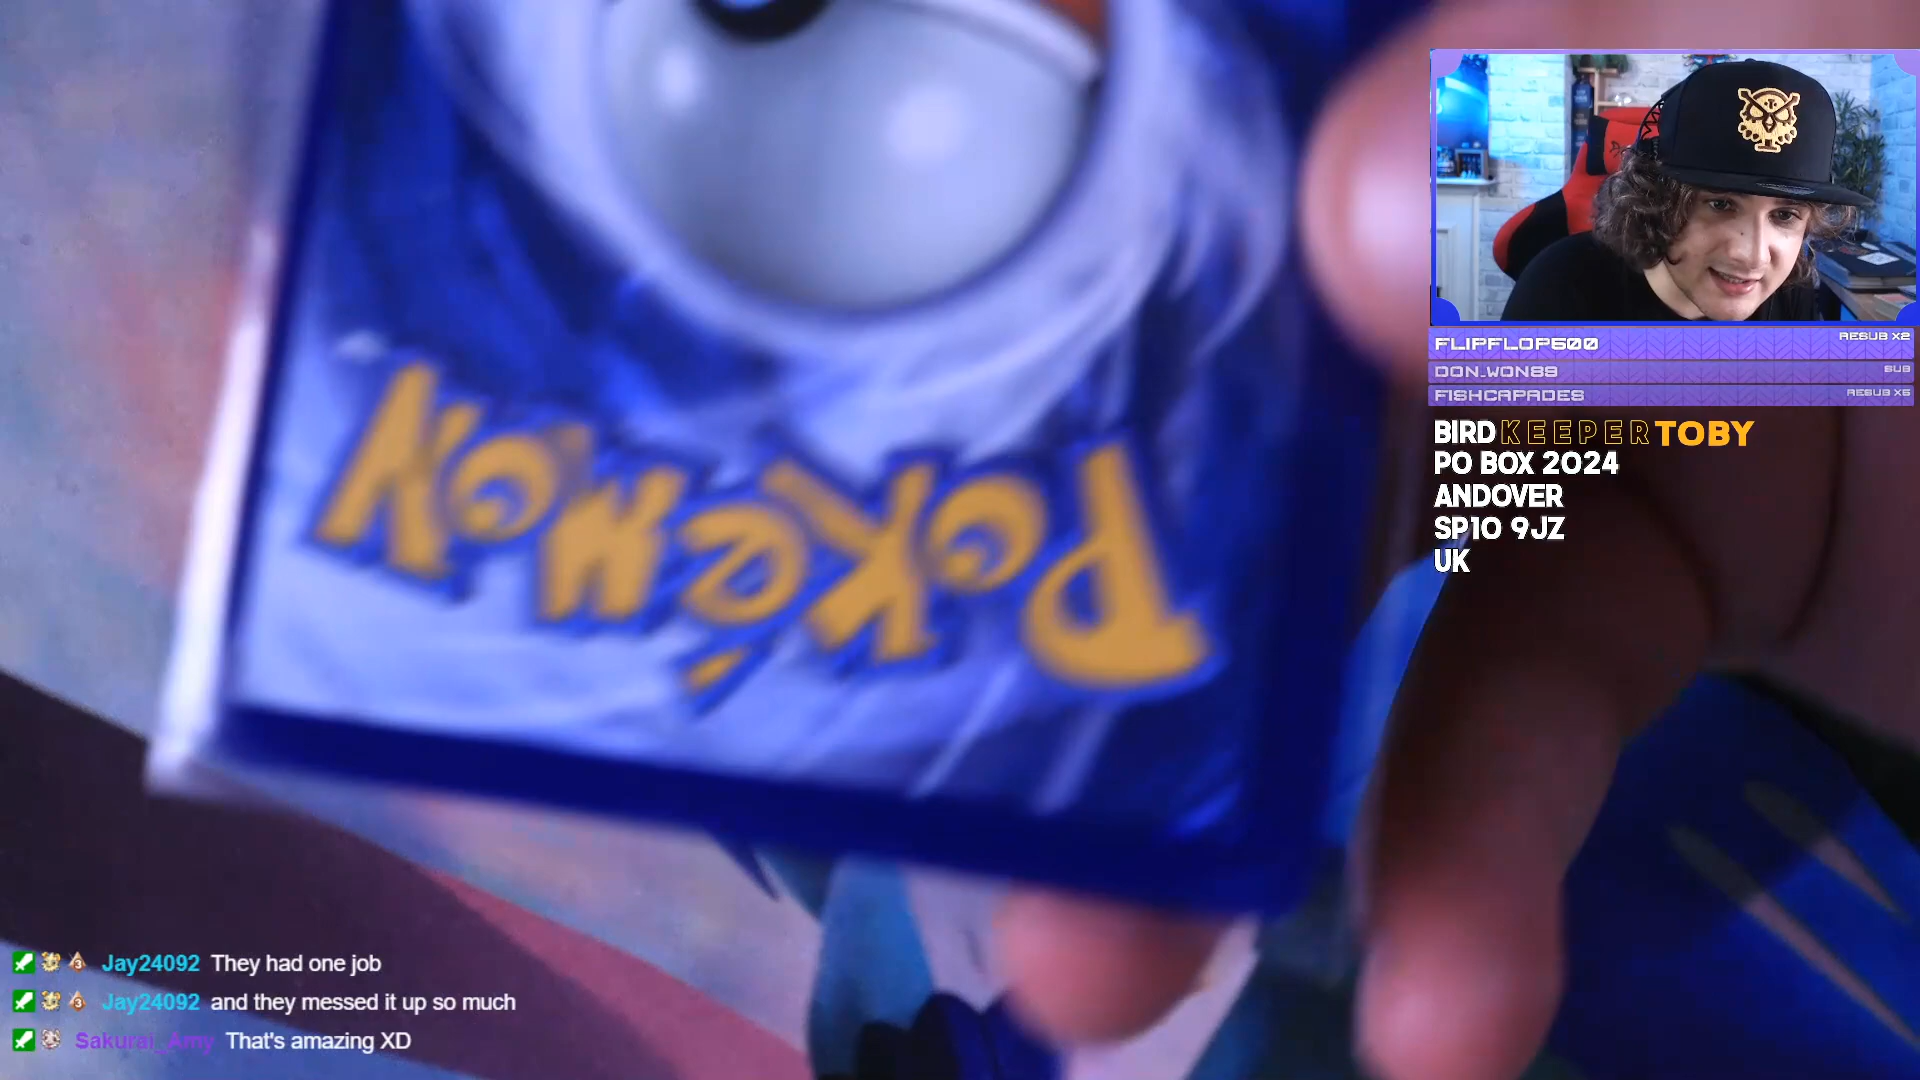 Pokémon
FLIPFLOP600
RESUB X2
DON_WON89
SUB
FISHCAPADES
RESUB X5
BIRD KEEPER TOBY
PO BOX 2024
ANDOVER
SP10 9JZ
UK
Jay24092 They had one job
Jay24092 and they messed it up so much
Sakurai_Amy That's amazing XD